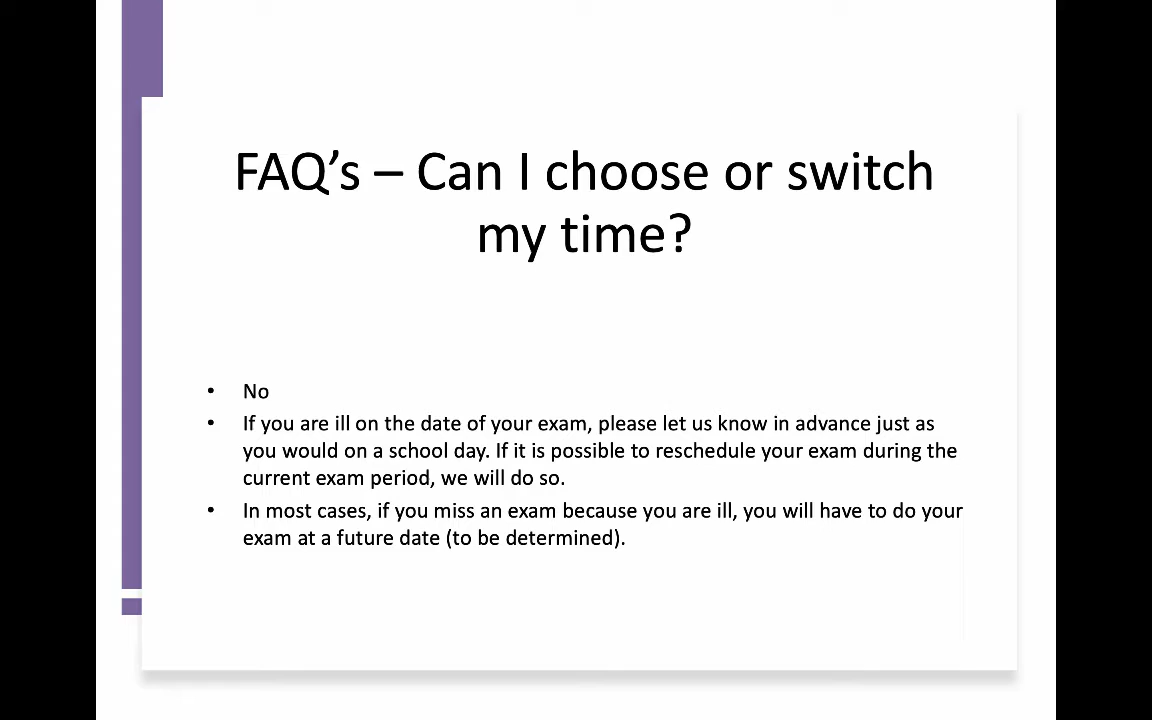 FAQ’s – Can I choose or switch
my time?
• No
• If you are ill on the date of your exam, please let us know in advance just as
you would on a school day. If it is possible to reschedule your exam during the
current exam period, we will do so.
• In most cases, if you miss an exam because you are ill, you will have to do your
exam at a future date (to be determined).